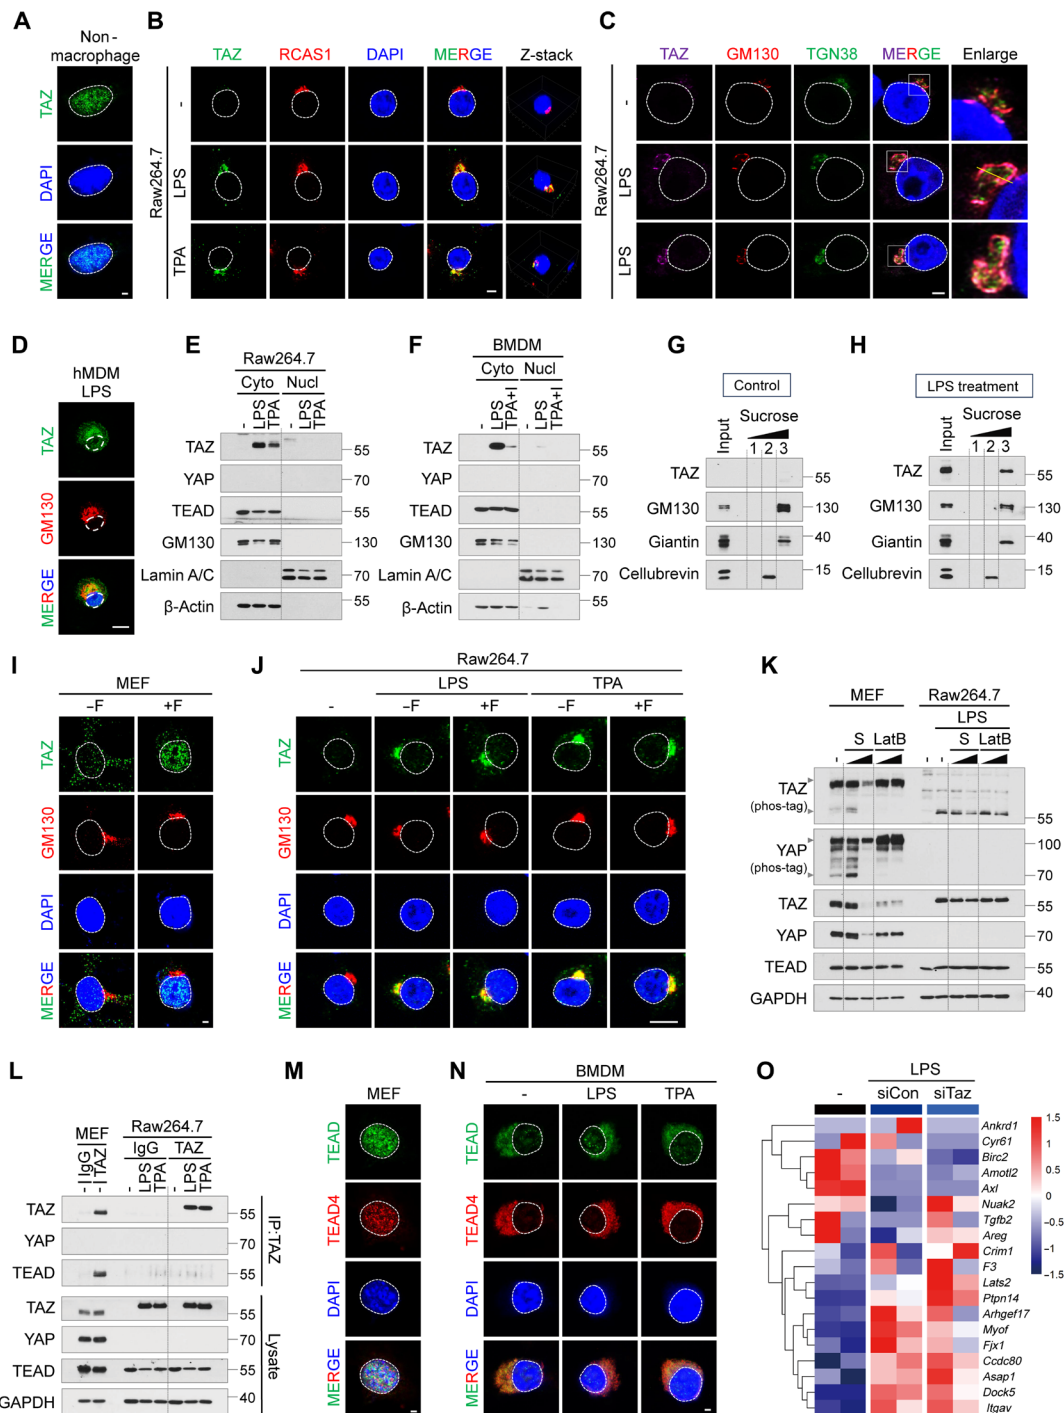 A
Non-
macrophage
TAZ
DAPI
MERGE
B
TAZ RCAS1 DAPI MERGE Z-stack
Raw264.7
-
LPS
TPA
C
TAZ GM130 TGN38 MERGE Enlarge
Raw264.7
-
LPS
LPS
D
hMDM
LPS
TAZ
GM130
MERGE
E
Raw264.7
Cyto Nucl
- LPS TPA - LPS TPA
TAZ 55
YAP 70
TEAD 55
GM130 130
Lamin A/C 70
β-Actin 55
F
BMDM
Cyto Nucl
- LPS TPA+I - LPS TPA+I
TAZ 55
YAP 70
TEAD 55
GM130 130
Lamin A/C 70
β-Actin 55
G
Control
Input Sucrose
1 2 3
TAZ 55
GM130 130
Giantin 40
Cellubrevin 15
H
LPS treatment
Input Sucrose
1 2 3
TAZ 55
GM130 130
Giantin 40
Cellubrevin 15
I
MEF
–F +F
TAZ
GM130
DAPI
MERGE
J
Raw264.7
LPS TPA
- –F +F –F +F
TAZ
GM130
DAPI
MERGE
K
MEF Raw264.7
LPS
- S LatB - - S LatB
TAZ
(phos-tag) 55
YAP 100
(phos-tag) 70
TAZ 55
YAP 70
TEAD 55
GAPDH 40
L
MEF Raw264.7
IgG TAZ
- IgG - TAZ - LPS TPA - LPS TPA
TAZ 55
YAP 70
TEAD 55
IP:TAZ
TAZ 55
YAP 70
TEAD 55
GAPDH 40
Lysate
M
MEF
TEAD
TEAD4
DAPI
MERGE
N
BMDM
- LPS TPA
TEAD
TEAD4
DAPI
MERGE
O
LPS
- siCon siTaz
Ankrd1
Cyr61
Birc2
Amotl2
Axl
Nuak2
Tgfb2
Areg
Crim1
F3
Lats2
Ptpn14
Arhgef17
Myof
Fjx1
Ccdc80
Asap1
Dock5
Itgav
1.5
1
0.5
0
−0.5
−1
−1.5